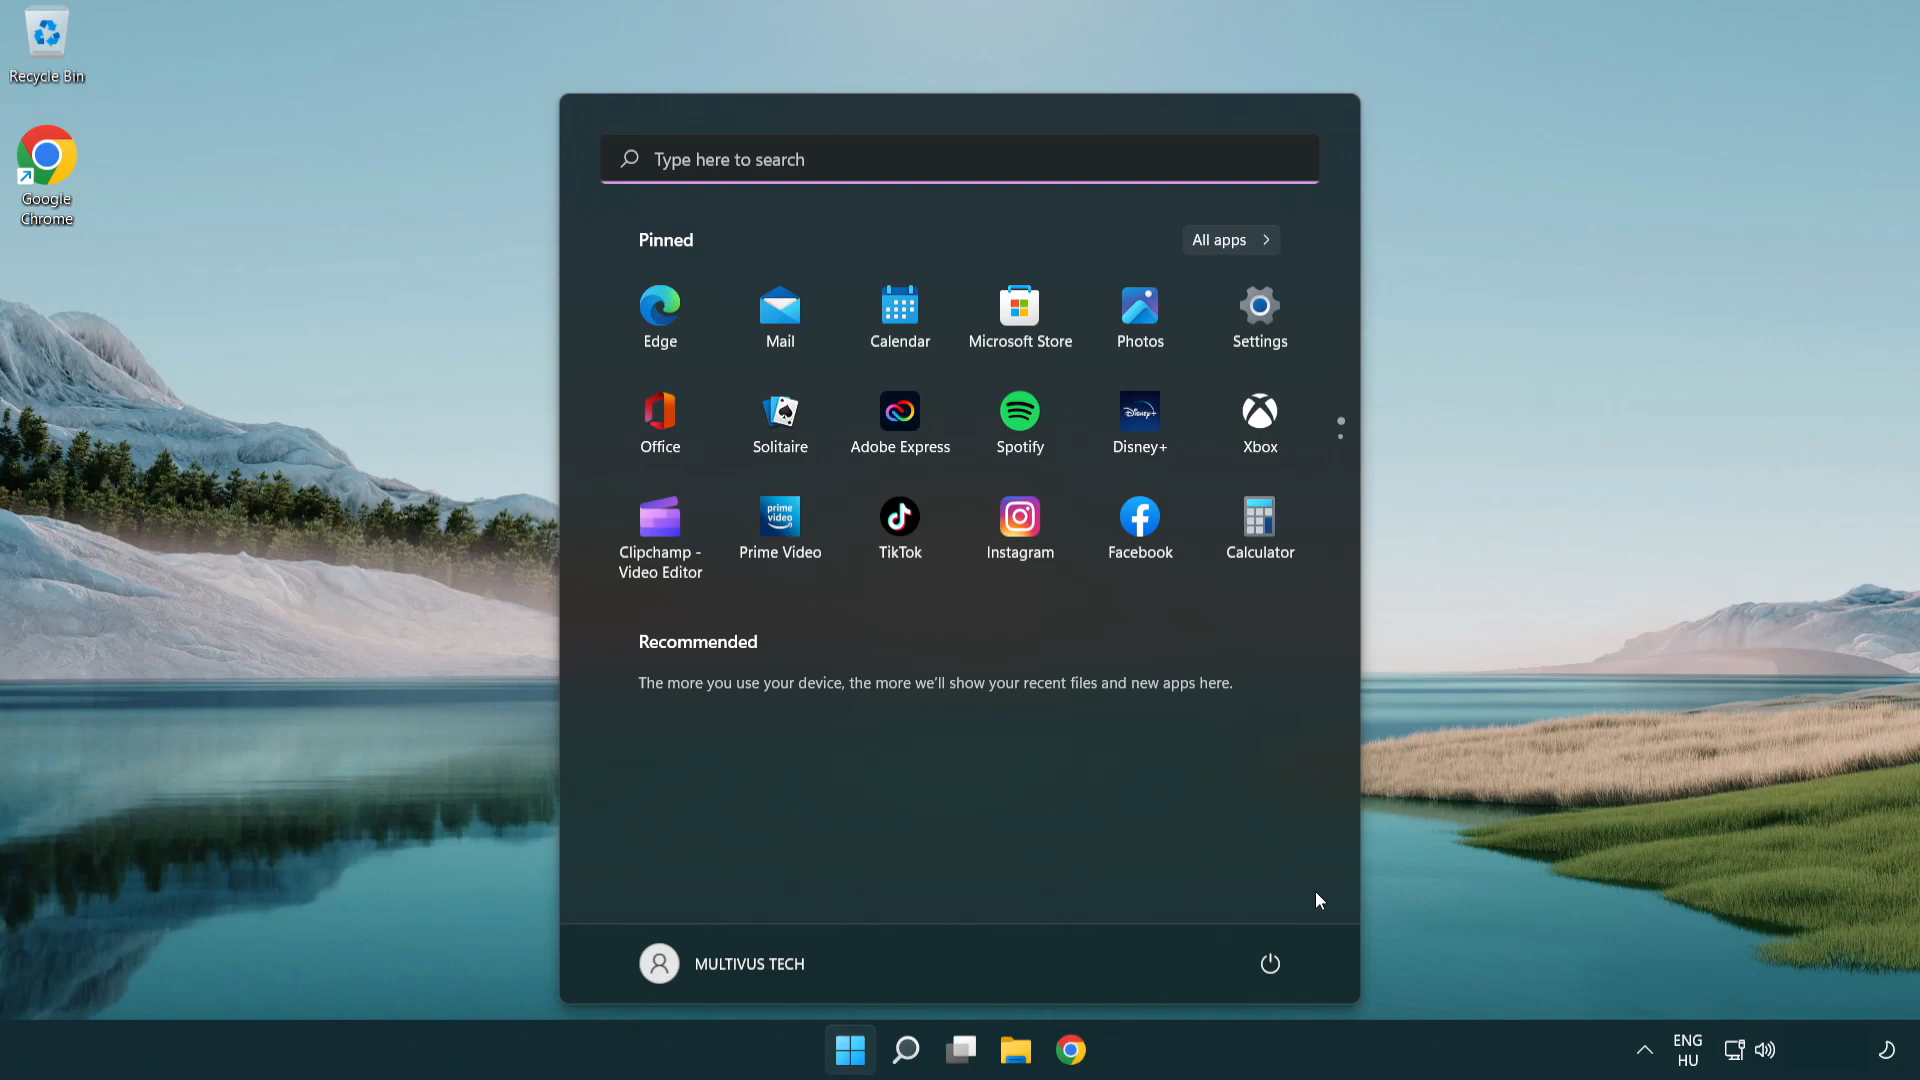 Recycle Bin
Google
Chrome
Type here to search
Pinned
All apps
Edge
Mail
Calendar
Microsoft Store
Photos
Settings
Office
Solitaire
Adobe Express
Spotify
Disney+
Disney+
Xbox
prime
video
Clipchamp -
Video Editor
Prime Video
TikTok
Instagram
Facebook
Calculator
Recommended
The more you use your device, the more we'll show your recent files and new apps here.
MULTIVUS TECH
ENG
HU